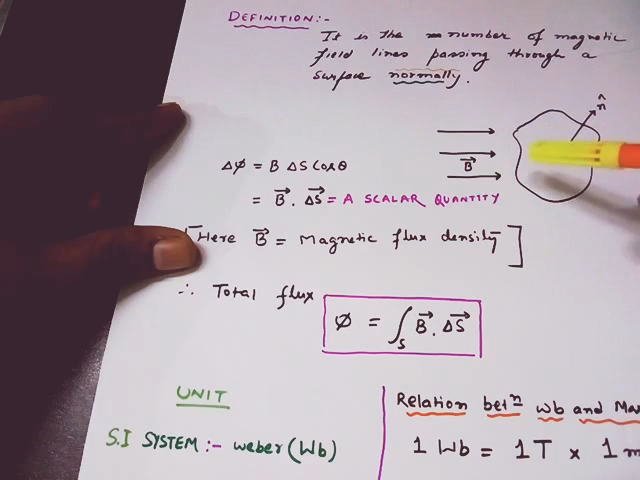 DEFINITION:-
It is the number of magnetic
field lines passing through a
surface normally.
n̂
B⃗
Δφ = B ΔS Cosθ
= B⃗ . ΔS⃗ = A SCALAR QUANTITY
[Here B⃗ = Magnetic flux density]
∴ Total flux
φ = ∫s B⃗ . ΔS⃗
UNIT
S.I SYSTEM:- weber (Wb)
Relation betⁿ Wb and Ma
1 Wb = 1T × 1 m